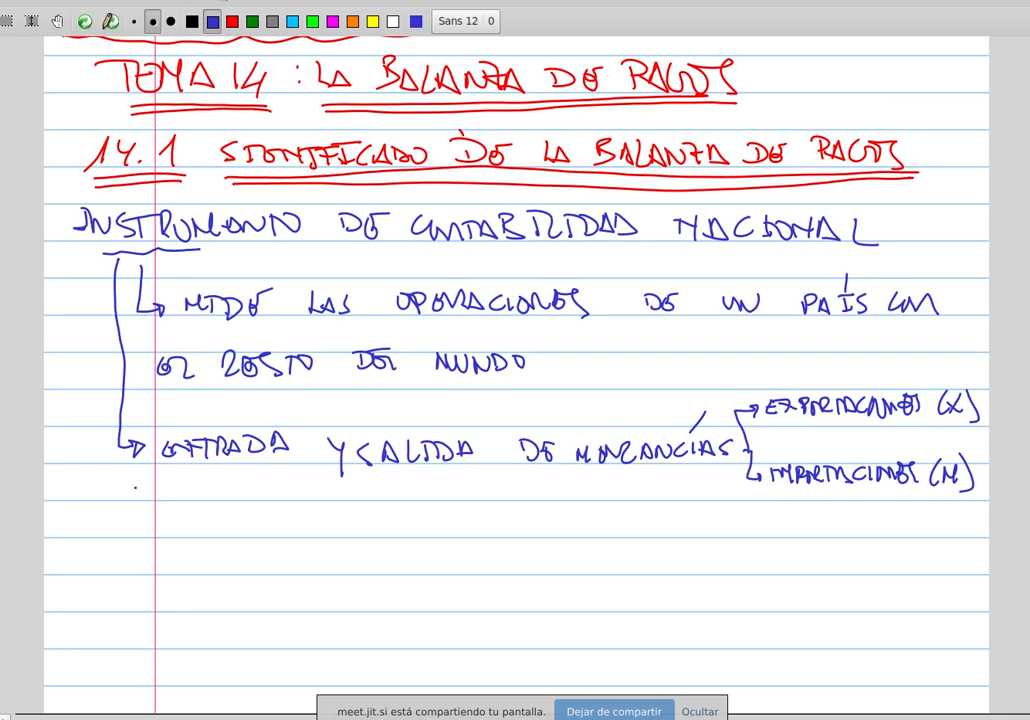 Sans 12 0
TEMA 14 : LA BALANZA DE PAGOS
14.1 SIGNIFICADO DE LA BALANZA DE PAGOS
INSTRUMENTO DE CONTABILIDAD NACIONAL
MIDE LAS OPERACIONES DE UN PAÍS CON
EL RESTO DEL MUNDO
EXPORTACIONES (X)
ENTRADA Y SALIDA DE MERCANCÍAS
IMPORTACIONES (M)
meet.jit.si está compartiendo tu pantalla. Dejar de compartir Ocultar